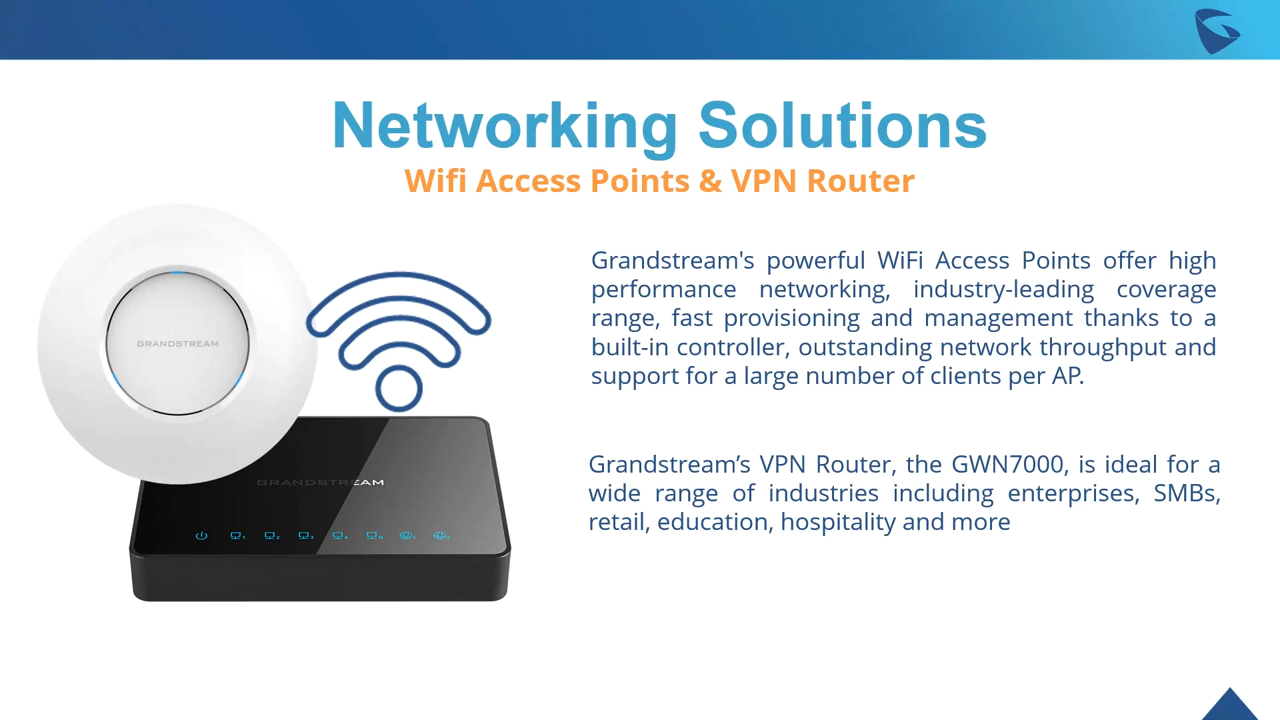 Networking Solutions
Wifi Access Points & VPN Router
GRANDSTREAM
Grandstream's powerful WiFi Access Points offer high
performance networking, industry-leading coverage
range, fast provisioning and management thanks to a
built-in controller, outstanding network throughput and
support for a large number of clients per AP.
GRANDSTREAM
Grandstream’s VPN Router, the GWN7000, is ideal for a
wide range of industries including enterprises, SMBs,
retail, education, hospitality and more